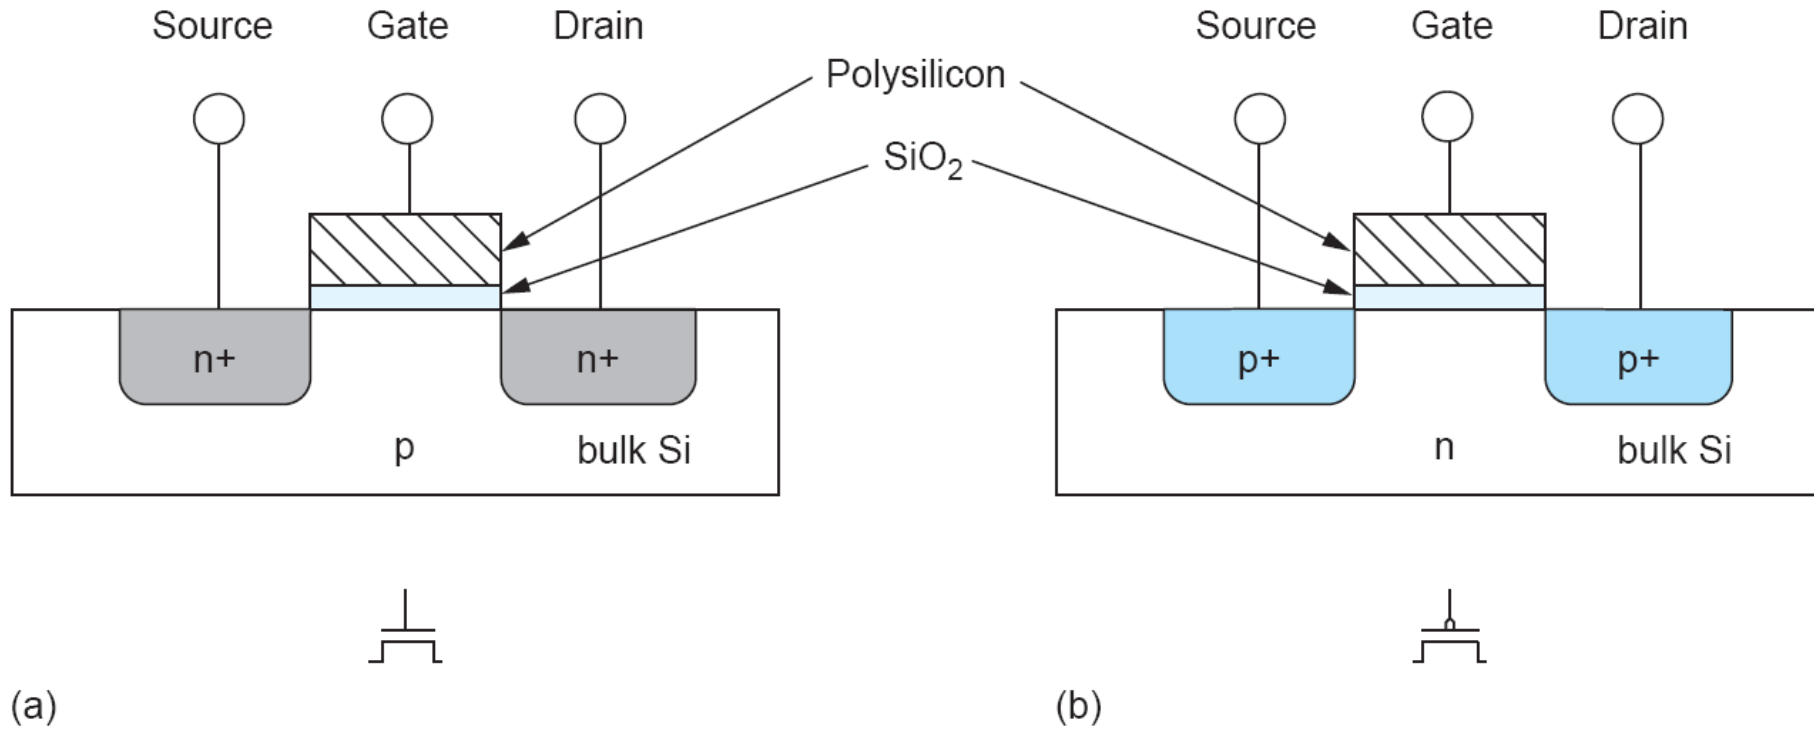 Source Gate Drain Source Gate Drain
Polysilicon
SiO₂
n+ n+ p+ p+
p bulk Si n bulk Si
(a) (b)